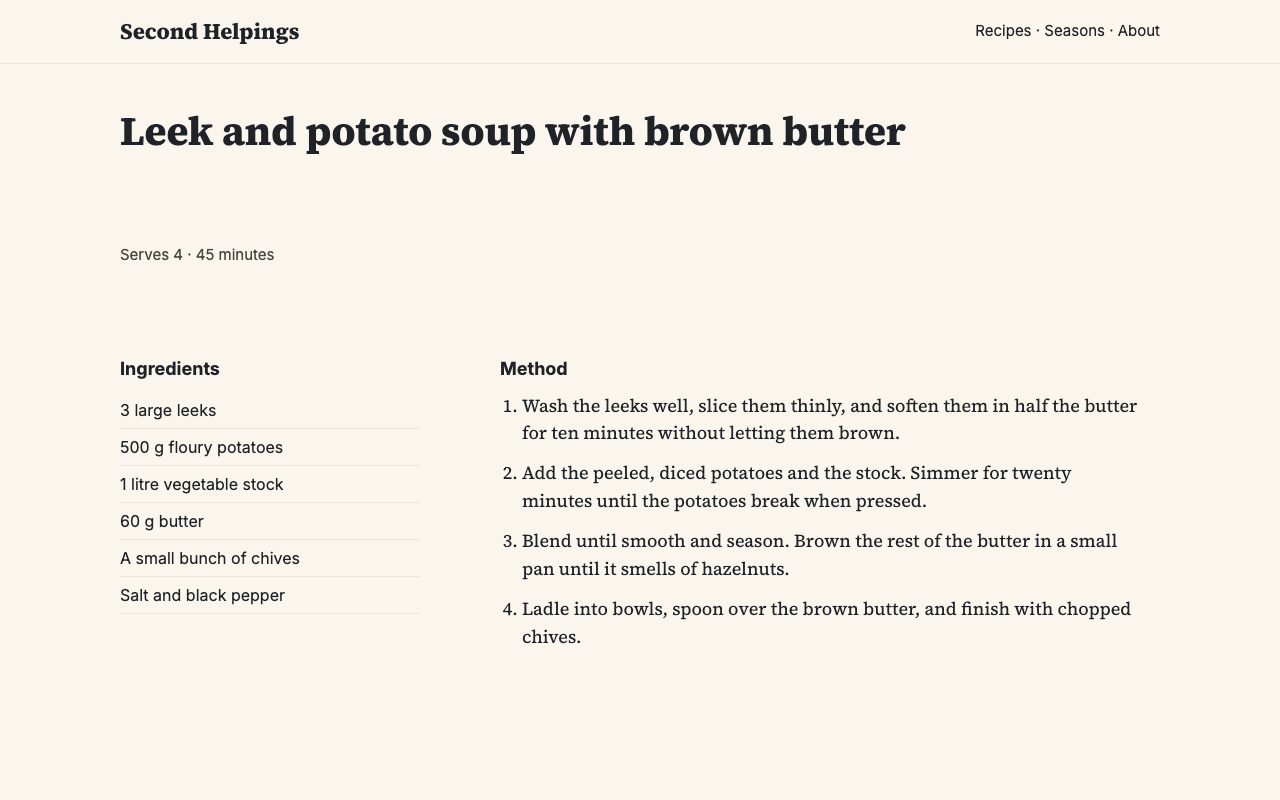 Second Helpings
Recipes · Seasons · About
Leek and potato soup with brown butter
Serves 4 · 45 minutes
Ingredients
3 large leeks
500 g floury potatoes
1 litre vegetable stock
60 g butter
A small bunch of chives
Salt and black pepper
Method
1. Wash the leeks well, slice them thinly, and soften them in half the butter
for ten minutes without letting them brown.
2. Add the peeled, diced potatoes and the stock. Simmer for twenty
minutes until the potatoes break when pressed.
3. Blend until smooth and season. Brown the rest of the butter in a small
pan until it smells of hazelnuts.
4. Ladle into bowls, spoon over the brown butter, and finish with chopped
chives.